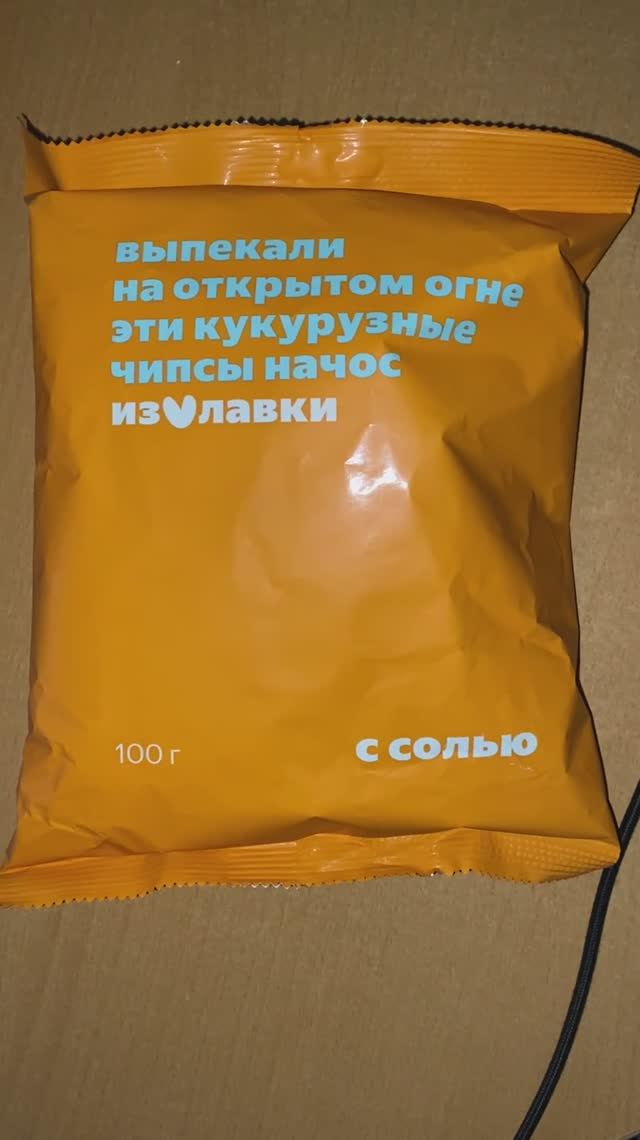 выпекали
на открытом огне
эти кукурузные
чипсы начос
из лавки
100 г
с солью